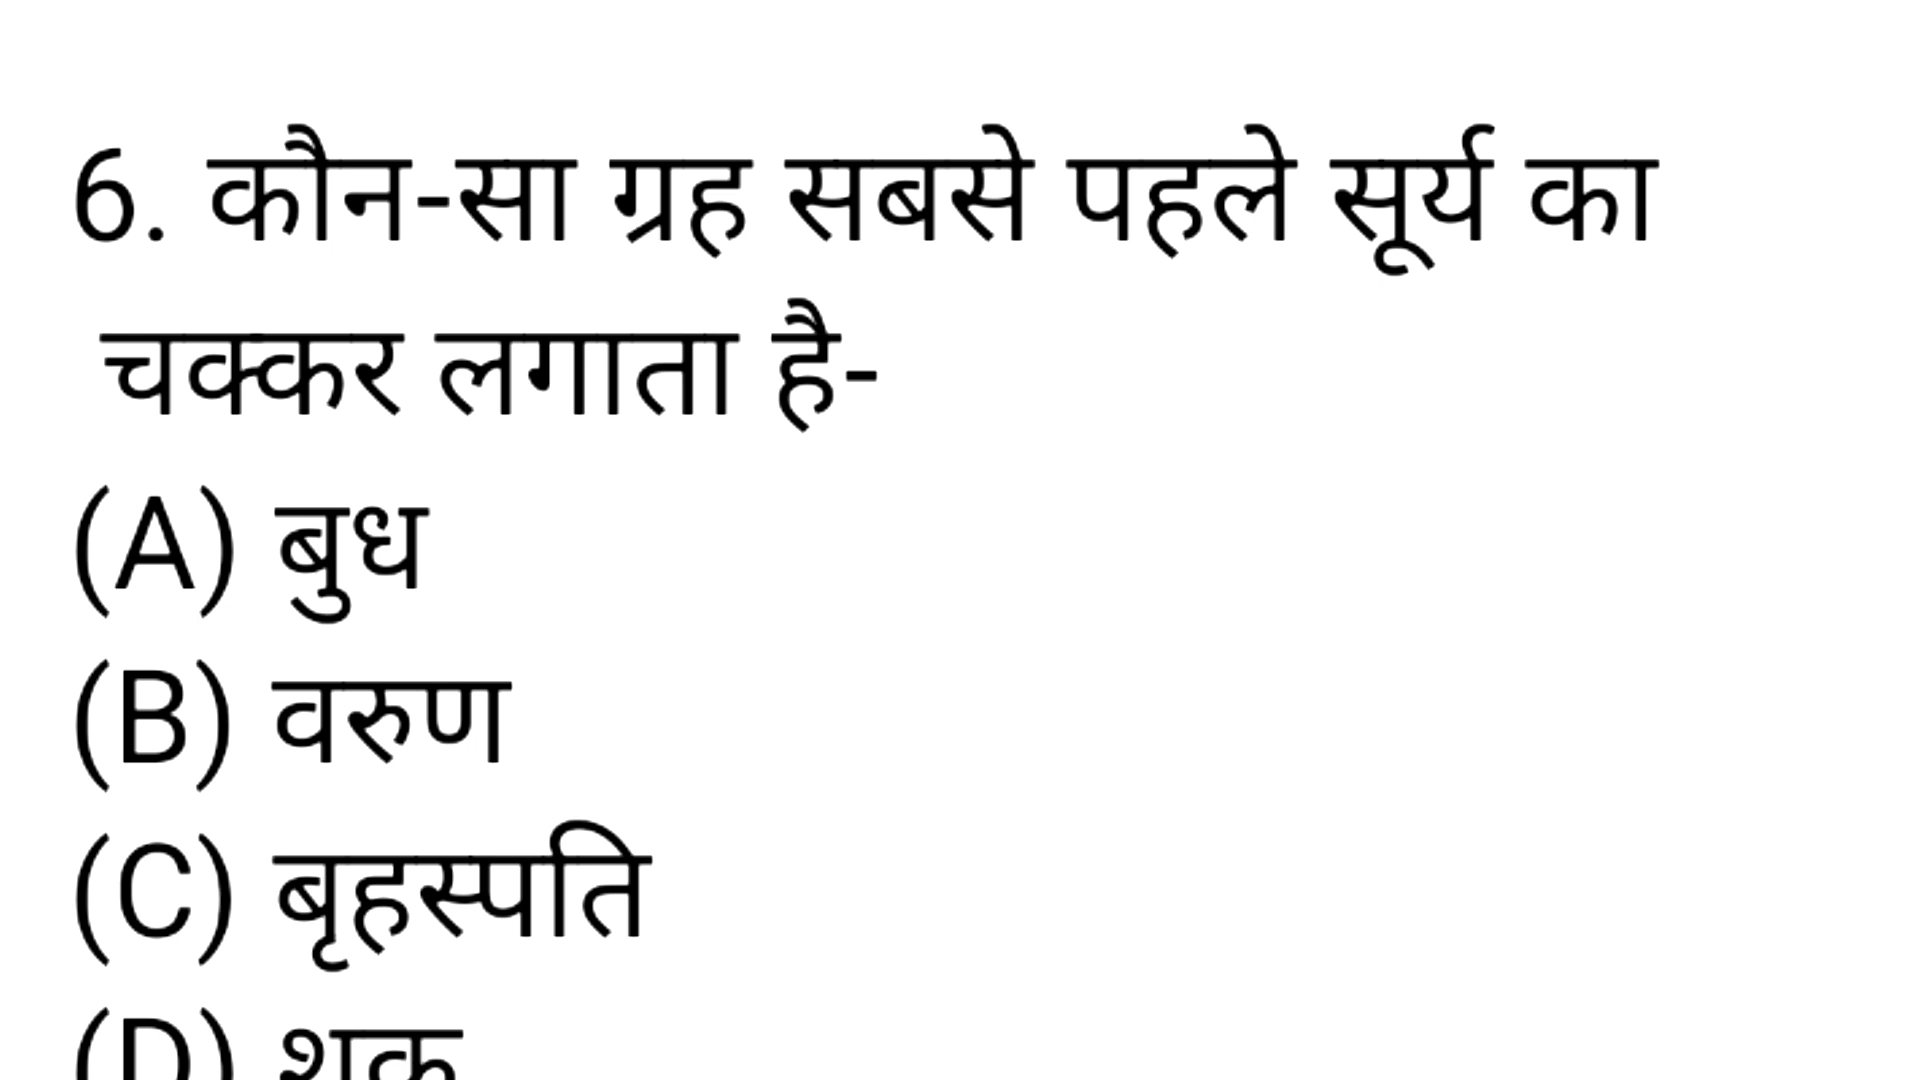 6. कौन-सा ग्रह सबसे पहले सूर्य का
चक्कर लगाता है-
(A) बुध
(B) वरुण
(C) बृहस्पति
(D)